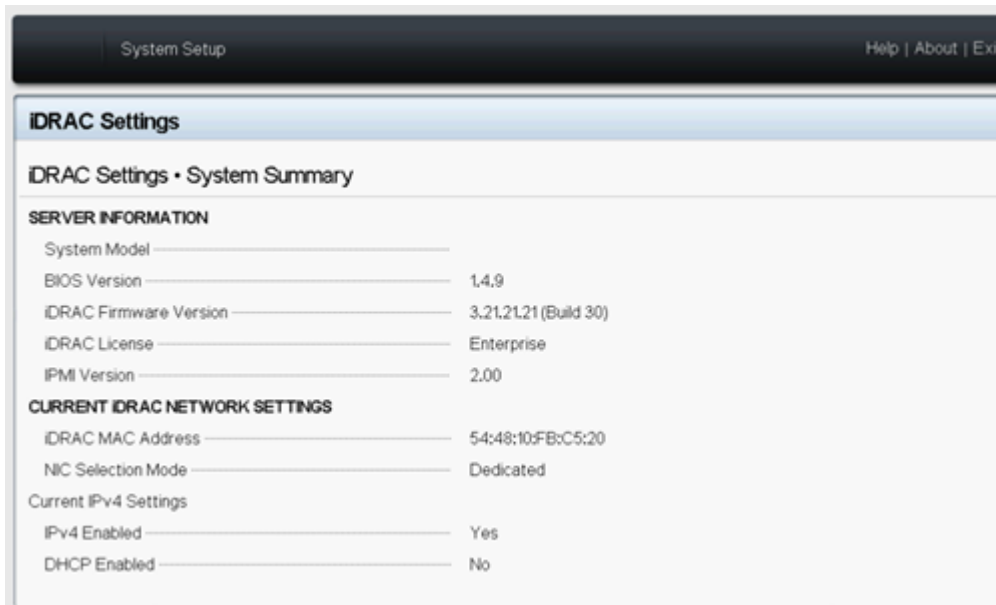 System Setup
Help | About | Exi
iDRAC Settings
iDRAC Settings • System Summary
SERVER INFORMATION
System Model
BIOS Version 1.4.9
iDRAC Firmware Version 3.21.21.21 (Build 30)
iDRAC License Enterprise
IPMI Version 2.00
CURRENT iDRAC NETWORK SETTINGS
iDRAC MAC Address 54:48:10:FB:C5:20
NIC Selection Mode Dedicated
Current IPv4 Settings
IPv4 Enabled Yes
DHCP Enabled No